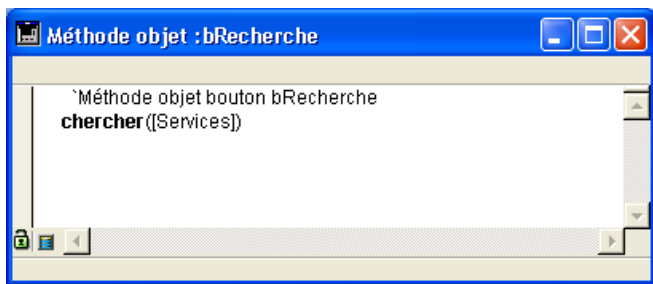 Méthode objet :bRecherche
`Méthode objet bouton bRecherche
chercher([Services])